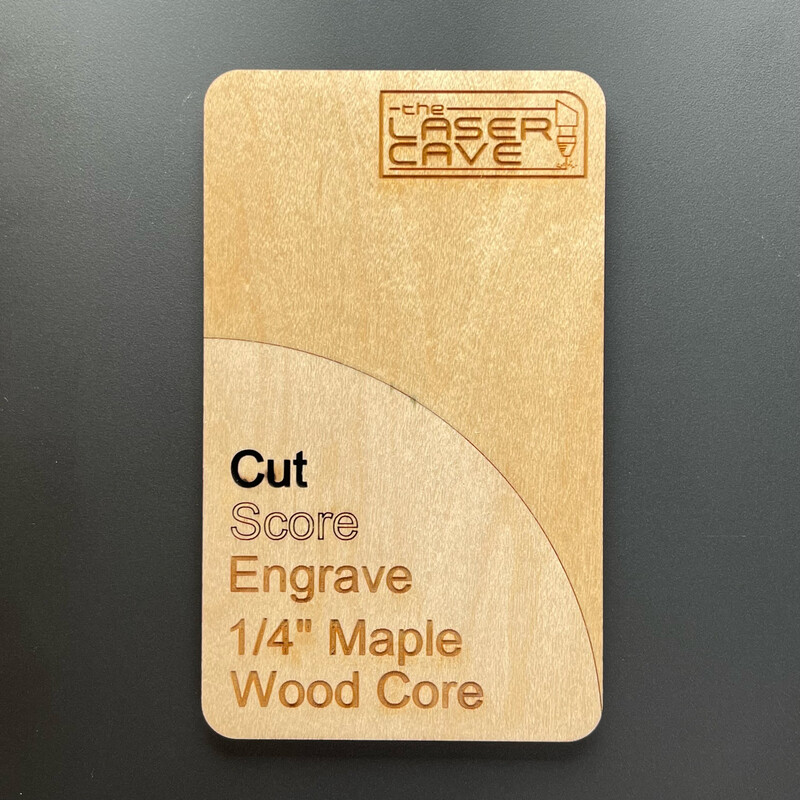 the
LASER
CAVE
Cut
Score
Engrave
1/4" Maple
Wood Core